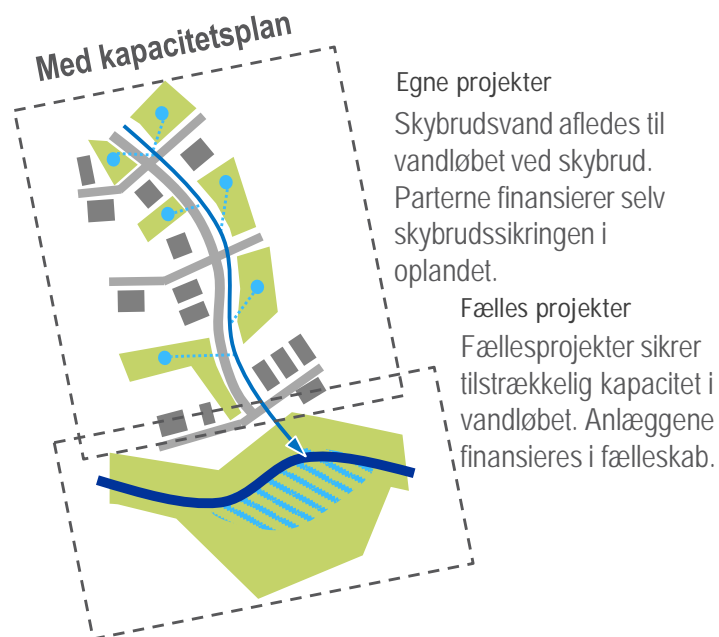 Med kapacitetsplan
Egne projekter
Skybrudsvand afledes til
vandløbet ved skybrud.
Parterne finansierer selv
skybrudssikringen i
oplandet.
Fælles projekter
Fællesprojekter sikrer
tilstrækkelig kapacitet i
vandløbet. Anlæggene
finansieres i felleskab.